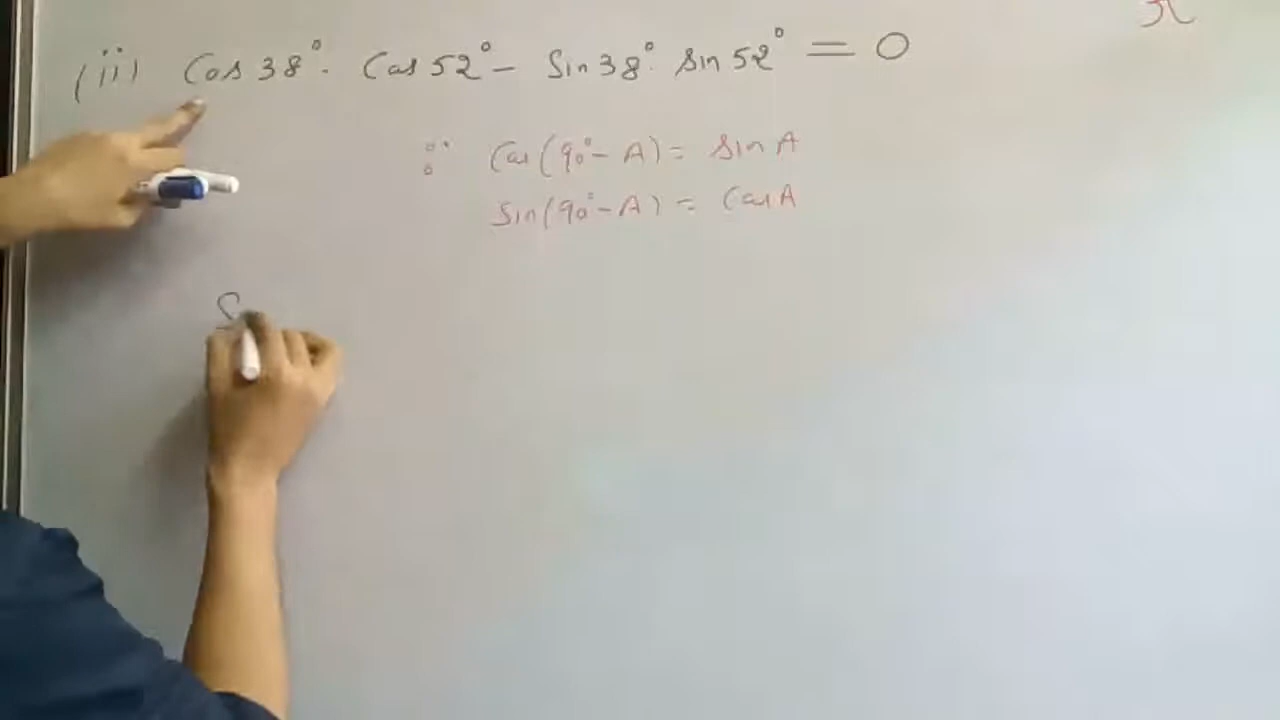 (ii) Cos 38°. Cos 52° - Sin 38°. Sin 52° = 0
∵ Cos (90° - A) = Sin A
Sin (90° - A) = Cos A
S